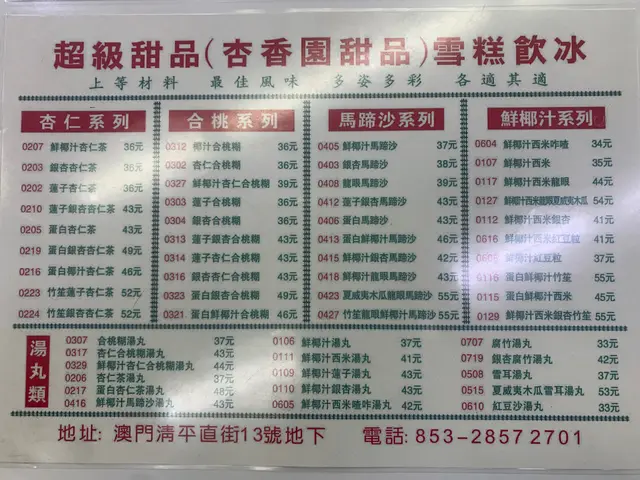 超級甜品(杏香園甜品)雪糕飲冰
上等材料 最佳風味 多姿多彩 各適其適
杏仁系列
0207 鮮椰汁杏仁茶 36元
0203 銀杏杏仁茶 36元
0202 蓮子杏仁茶 36元
0210 蓮子銀杏杏仁茶 43元
0205 蛋白杏仁茶 43元
0219 蛋白銀杏杏仁茶 49元
0216 蛋白椰汁杏仁茶 46元
0223 竹笙蓮子杏仁茶 52元
0224 竹笙銀杏杏仁茶 52元
合桃系列
0312 椰汁合桃糊 36元
0302 杏仁合桃糊 36元
0327 鮮椰汁杏仁合桃糊 39元
0303 蓮子合桃糊 36元
0304 銀杏合桃糊 36元
0313 蓮子銀杏合桃糊 43元
0314 蓮子杏仁合桃糊 43元
0316 銀杏杏仁合桃糊 43元
0323 蛋白銀杏合桃糊 49元
0321 蛋白鮮椰汁合桃糊 46元
馬蹄沙系列
0405 鮮椰汁馬蹄沙 37元
0403 銀杏馬蹄沙 38元
0408 龍眼馬蹄沙 39元
0412 蓮子銀杏馬蹄沙 43元
0406 蛋白馬蹄沙 43元
0413 蛋白鮮椰汁馬蹄沙 46元
0415 銀杏鮮椰汁馬蹄沙 43元
0418 鮮椰汁龍眼馬蹄沙 43元
0423 夏威夷木瓜龍眼馬蹄沙 55元
0427 竹笙龍眼鮮椰汁馬蹄沙 55元
鮮椰汁系列
0604 鮮椰汁西米咋喳 34元
0107 鮮椰汁西米 35元
0117 鮮椰汁西米龍眼 44元
0127 鮮椰汁西米龍眼夏威夷木瓜 54元
0112 鮮椰汁西米銀杏 41元
0616 鮮椰汁西米紅豆粒 41元
鮮椰汁紅豆粒 37元
0116 蛋白鮮椰汁竹笙 55元
0115 蛋白鮮椰汁西米 45元
0129 鮮椰汁西米銀杏竹笙 55元
湯丸類
0307 合桃糊湯丸 37元
0317 杏仁合桃糊湯丸 43元
0329 鮮椰汁合桃糊湯丸 44元
0206 杏仁茶湯丸 37元
0217 蛋白杏仁茶湯丸 48元
0416 鮮椰汁馬蹄沙湯丸 43元
0106 鮮椰汁湯丸 37元
0111 鮮椰汁西米湯丸 41元
0109 鮮椰汁蓮子湯丸 43元
0110 鮮椰汁銀杏湯丸 43元
0605 鮮椰汁西米喳咋湯丸 42元
0707 腐竹湯丸 33元
0719 銀杏腐竹湯丸 42元
0508 雪耳湯丸 37元
0515 夏威夷木瓜雪耳湯丸 53元
0610 紅豆沙湯丸 33元
地址: 澳門清平直街13號地下 電話: 853-28572701